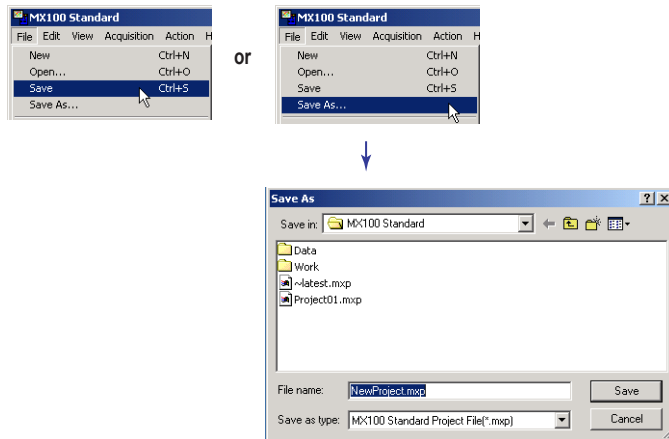 MX100 Standard
File Edit View Acquisition Action H
New Ctrl+N
Open... Ctrl+O
Save Ctrl+S
Save As...
or
MX100 Standard
File Edit View Acquisition Action H
New Ctrl+N
Open... Ctrl+O
Save Ctrl+S
Save As...
Save As
Save in: MX100 Standard
Data
Work
~latest.mxp
Project01.mxp
File name: NewProject.mxp Save
Save as type: MX100 Standard Project File(*.mxp) Cancel